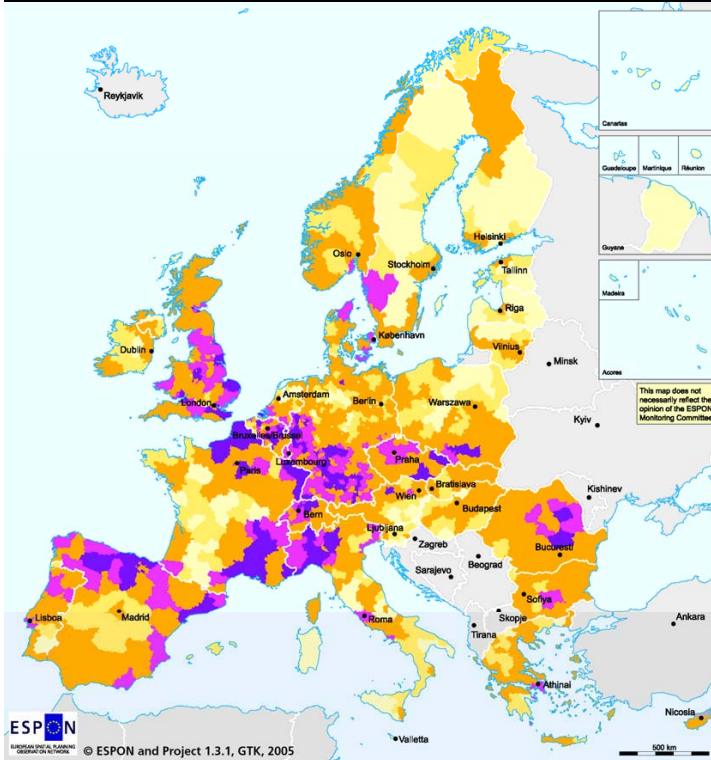 Reykjavik
Canarias
Guadeloupe
Martinique
Réunion
Guyane
Madeira
Acores
Helsinki
Oslo
Stockholm
Tallinn
Riga
København
Vilnius
Minsk
Dublin
London
Amsterdam
Berlin
Warszawa
This map does not
necessarily reflect the
opinion of the ESPON
Monitoring Committee
Kyiv
Bruxelles/Brussel
Luxembourg
Praha
Paris
Kishinev
Wien
Bratislava
Bern
Budapest
Ljubljana
Zagreb
Bucuresti
Beograd
Sarajevo
Sofiya
Lisboa
Madrid
Roma
Skopje
Tirana
Ankara
Athinai
Nicosia
Valletta
ESPON
EUROPEAN SPATIAL PLANNING
OBSERVATION NETWORK
© ESPON and Project 1.3.1, GTK, 2005
500 km